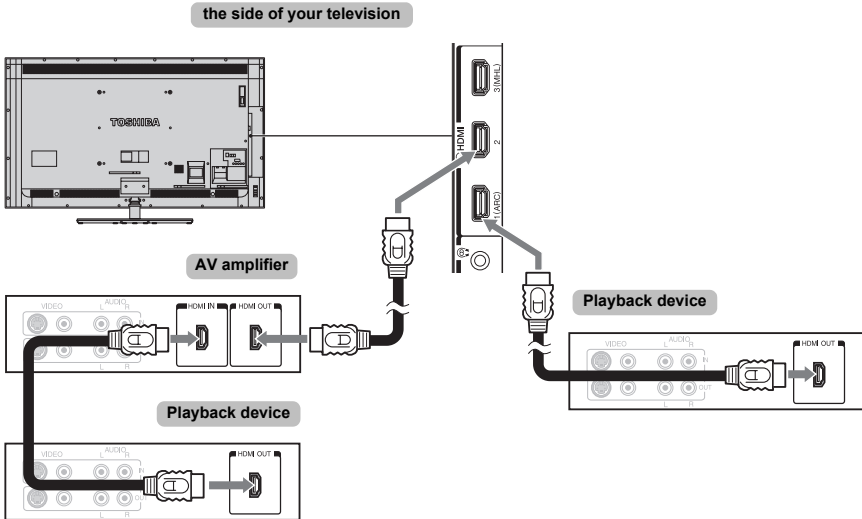 the side of your television
TOSHIBA
HDMI
3(MHL)
2
1(ARC)
AV amplifier
VIDEO
AUDIO
L R
IN
HDMI IN
HDMI OUT
L R
Playback device
VIDEO
AUDIO
L R
IN
OUT
HDMI OUT
L R
Playback device
VIDEO
AUDIO
L R
IN
OUT
HDMI OUT
L R